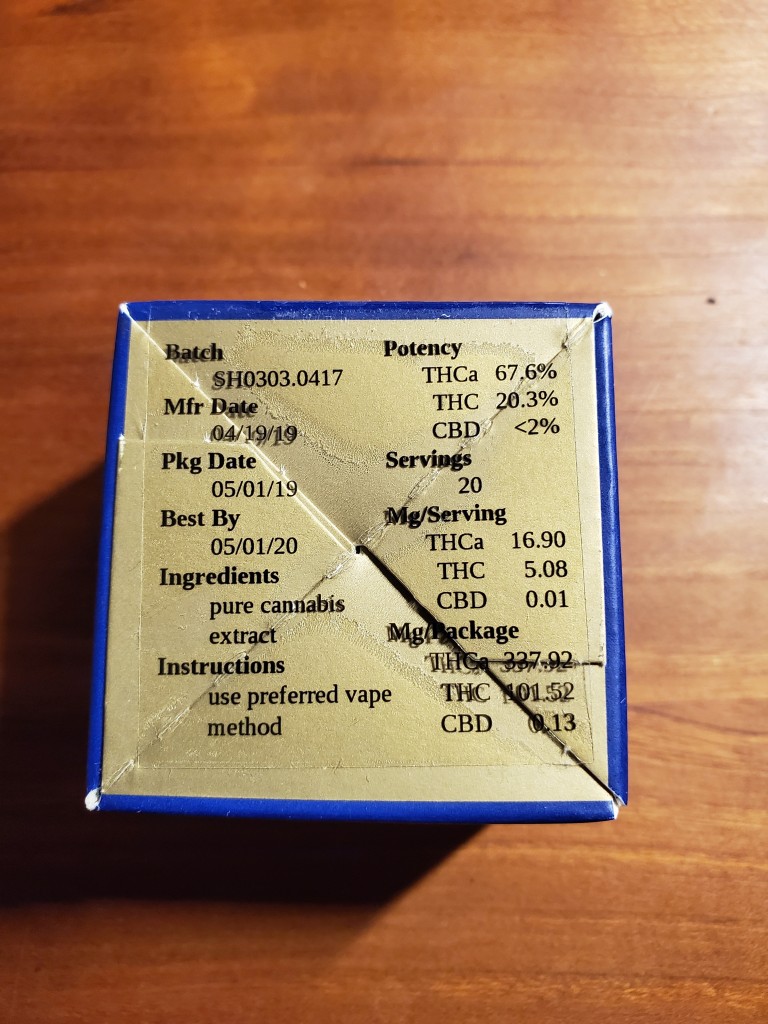 Batch
SH0303.0417
Mfr Date
04/19/19
Pkg Date
05/01/19
Best By
05/01/20
Ingredients
pure cannabis
extract
Instructions
use preferred vape
method
Potency
THCa 67.6%
THC 20.3%
CBD <2%
Servings
20
Mg/Serving
THCa 16.90
THC 5.08
CBD 0.01
Mg/Package
THCa 337.92
THC 101.52
CBD 0.13